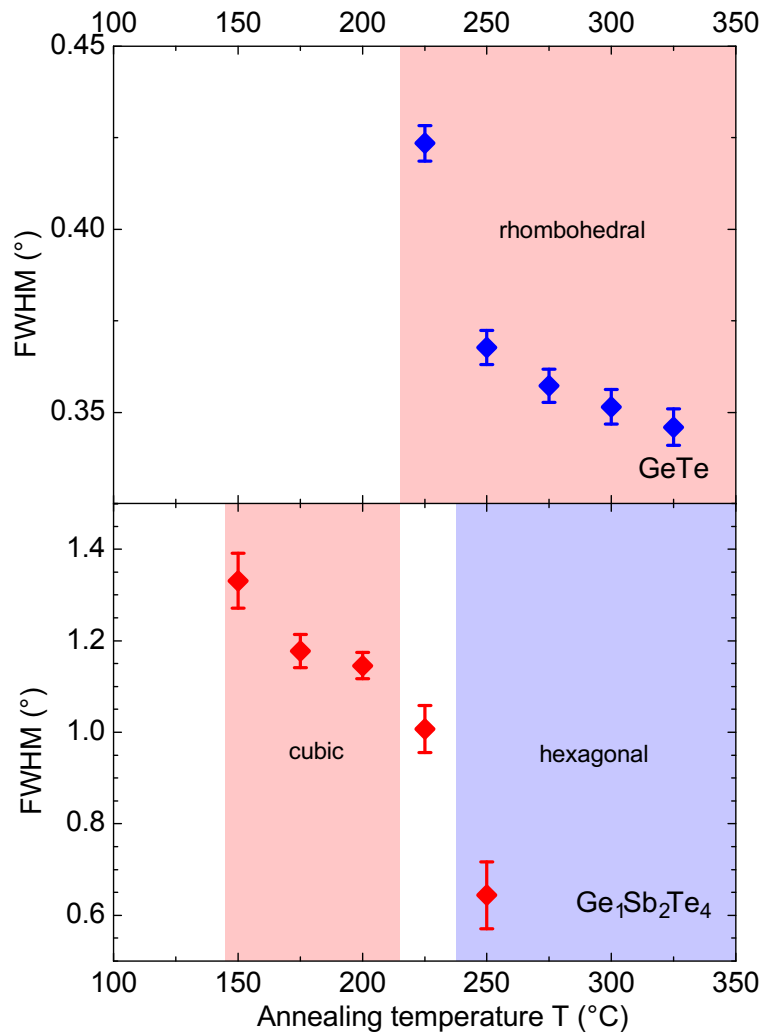 100 150 200 250 300 350
0.45
0.40
0.35
FWHM (°)
rhombohedral
GeTe
1.4
1.2
1.0
0.8
0.6
FWHM (°)
cubic
hexagonal
Ge₁Sb₂Te₄
100 150 200 250 300 350
Annealing temperature T (°C)